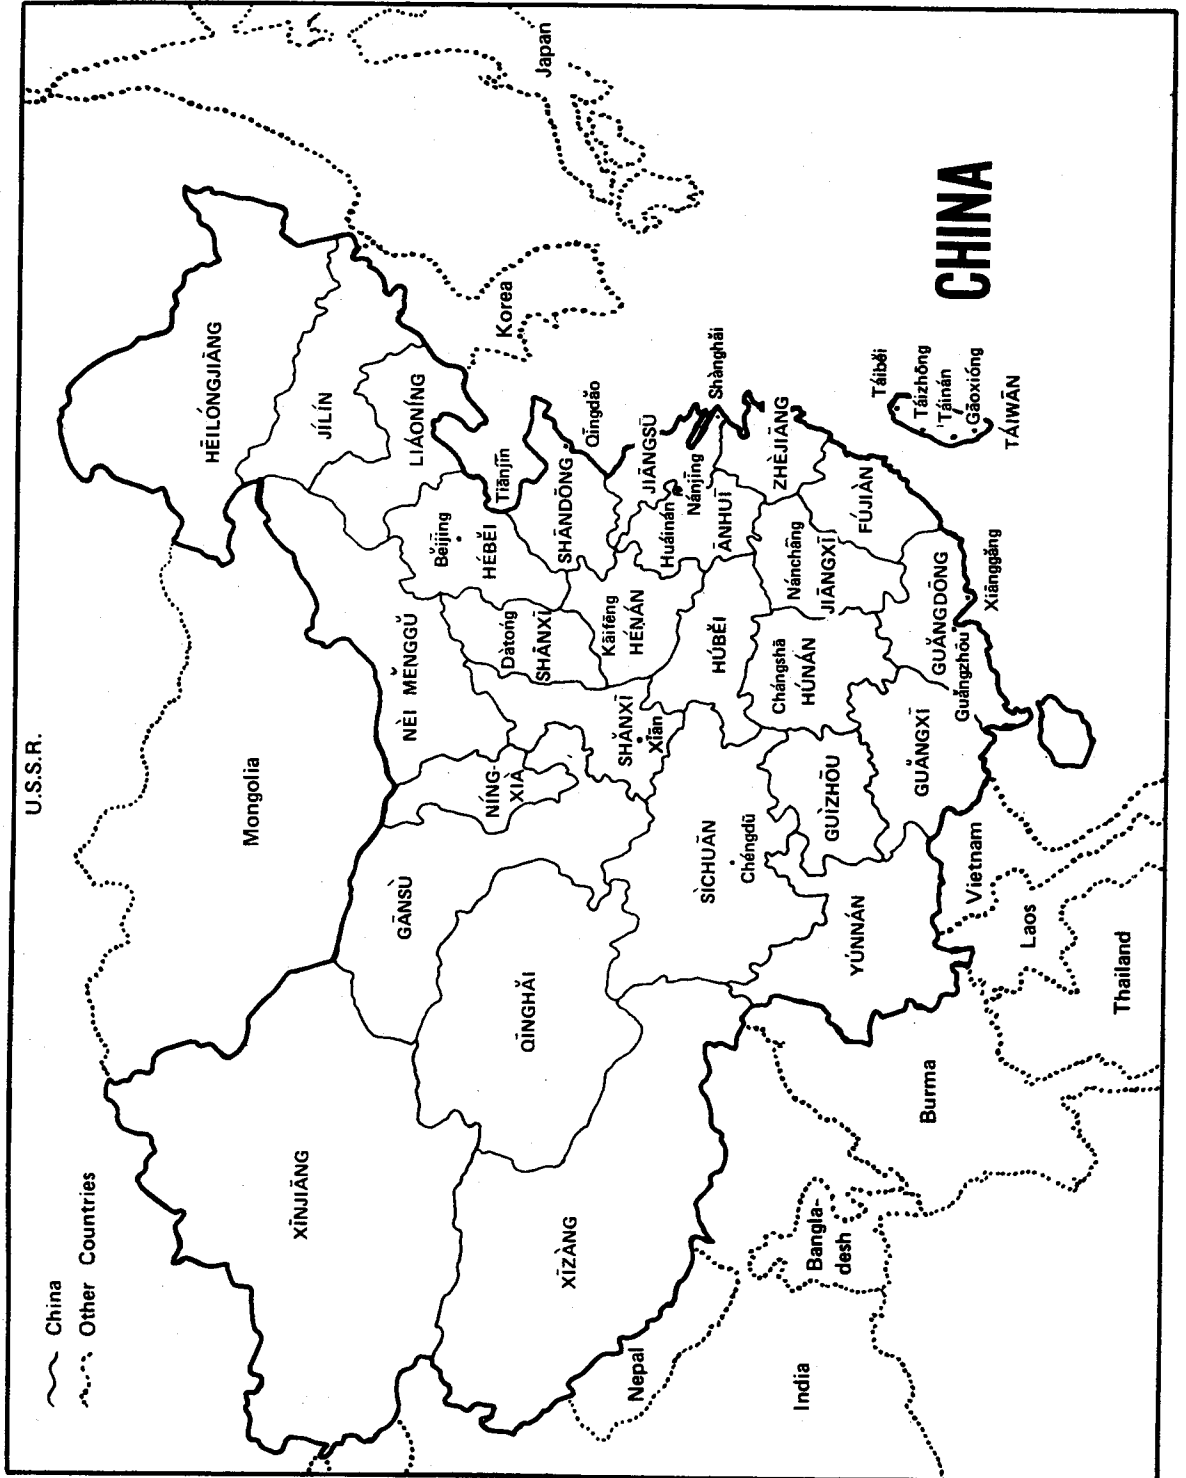 U.S.S.R.
China
Other Countries
Mongolia
HĒILÓNGJIĀNG
JÍLÍN
LIÁONÍNG
NÈI MĚNGGǓ
Běijīng
HÉBĚI
Tiānjīn
Korea
Japan
XĪNJIĀNG
GĀNSÙ
NÍNG-
XIÀ
Dàtóng
SHĀNXĪ
SHĀNDŌNG
Qīngdǎo
QĪNGHǍI
SHǍNXĪ
Xīān
Kāifēng
HÉNÁN
Huáinán
JIĀNGSŪ
Nánjīng
ĀNHUĪ
Shànghǎi
XĪZÀNG
SÌCHUĀN
Chéngdū
HÚBĚI
Chángshā
HÚNÁN
Nánchāng
JIĀNGXĪ
ZHÈJIĀNG
FÚJIÀN
GUÌZHŌU
YÚNNÁN
GUǍNGXĪ
GUǍNGDŌNG
Guǎngzhōu
Xiānggǎng
Táiběi
Táizhōng
Táinán
Gāoxióng
TÁIWĀN
CHINA
Nepal
India
Bangla-
desh
Burma
Vietnam
Laos
Thailand